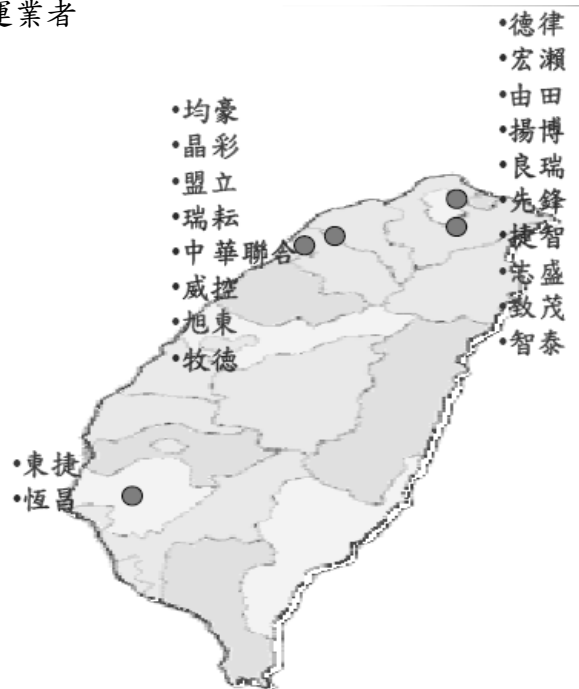 運業者
•德律
•宏瀨
•由田
•揚博
•良瑞
•先鋒
•捷智
•志盛
•致茂
•智泰
•均豪
•晶彩
•盟立
•瑞耘
•中華聯合
•威控
•旭東
•牧德
•東捷
•恆昌